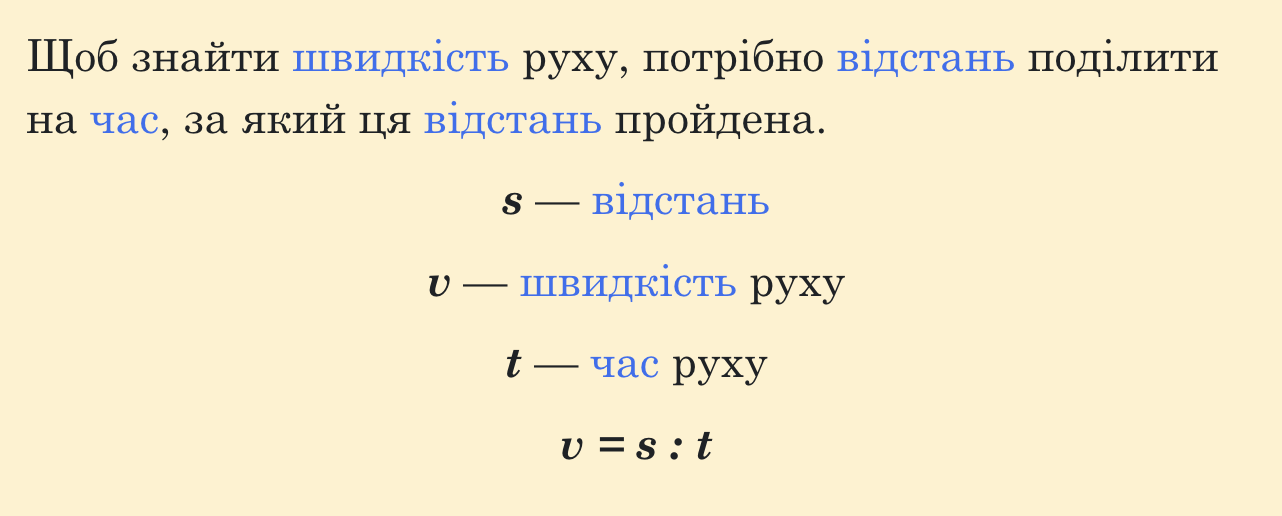 Щоб знайти швидкість руху, потрібно відстань поділити
на час, за який ця відстань пройдена.
s — відстань
v — швидкість руху
t — час руху
v = s : t